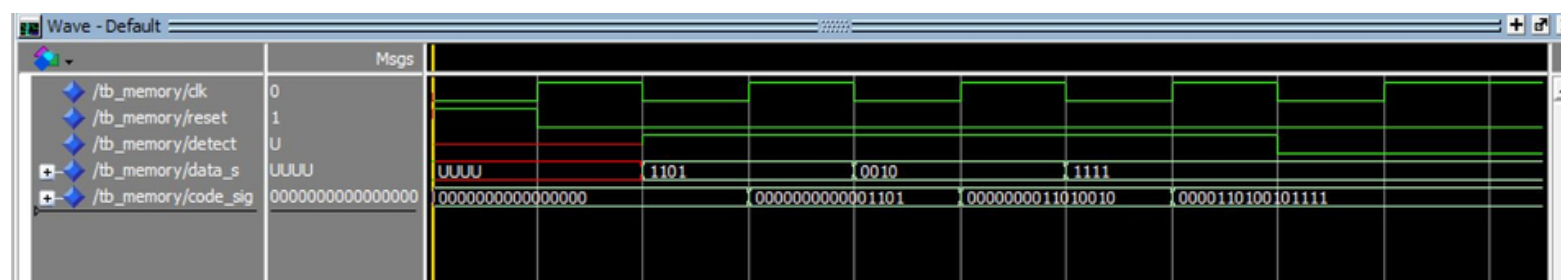 Wave - Default
Msgs
/tb_memory/clk 0
/tb_memory/reset 1
/tb_memory/detect U
/tb_memory/data_s UUUU UUUU 1101 0010 1111
/tb_memory/code_sig 0000000000000000 0000000000000000 0000000000001101 0000000011010010 0000110100101111